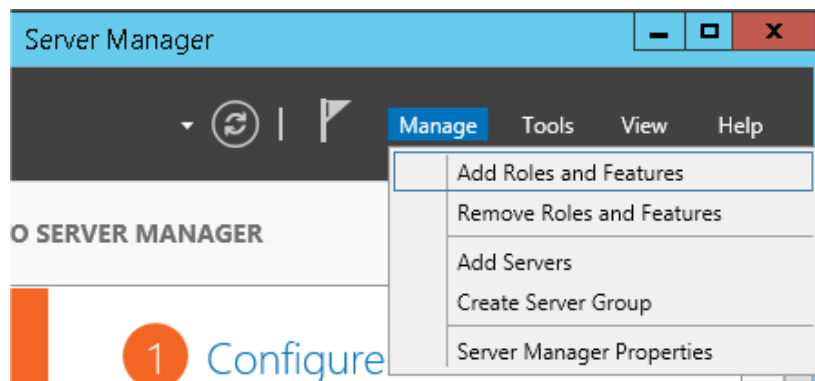 Server Manager
Manage Tools View Help
Add Roles and Features
Remove Roles and Features
O SERVER MANAGER
Add Servers
Create Server Group
1 Configure
Server Manager Properties